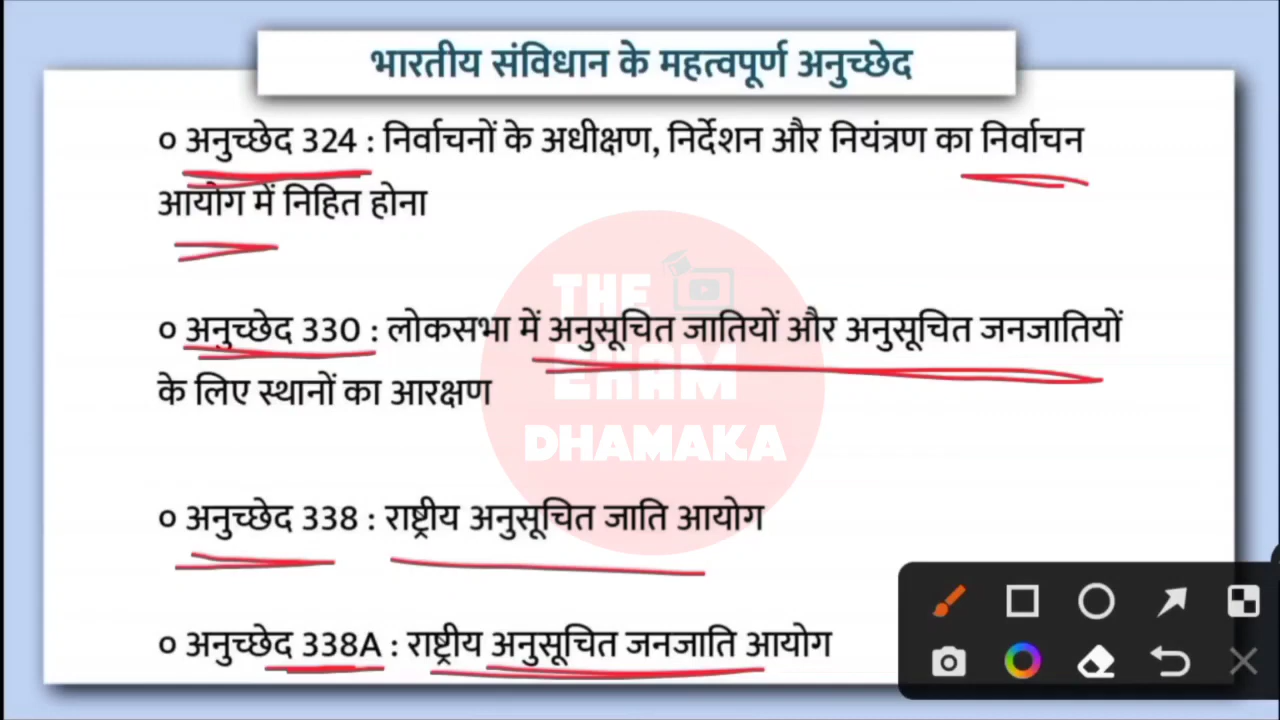 भारतीय संविधान के महत्वपूर्ण अनुच्छेद
o अनुच्छेद 324 : निर्वाचनों के अधीक्षण, निर्देशन और नियंत्रण का निर्वाचन
आयोग में निहित होना
o अनुच्छेद 330 : लोकसभा में अनुसूचित जातियों और अनुसूचित जनजातियों
के लिए स्थानों का आरक्षण
o अनुच्छेद 338 : राष्ट्रीय अनुसूचित जाति आयोग
o अनुच्छेद 338A : राष्ट्रीय अनुसूचित जनजाति आयोग
THE
EXAM
DHAMAKA